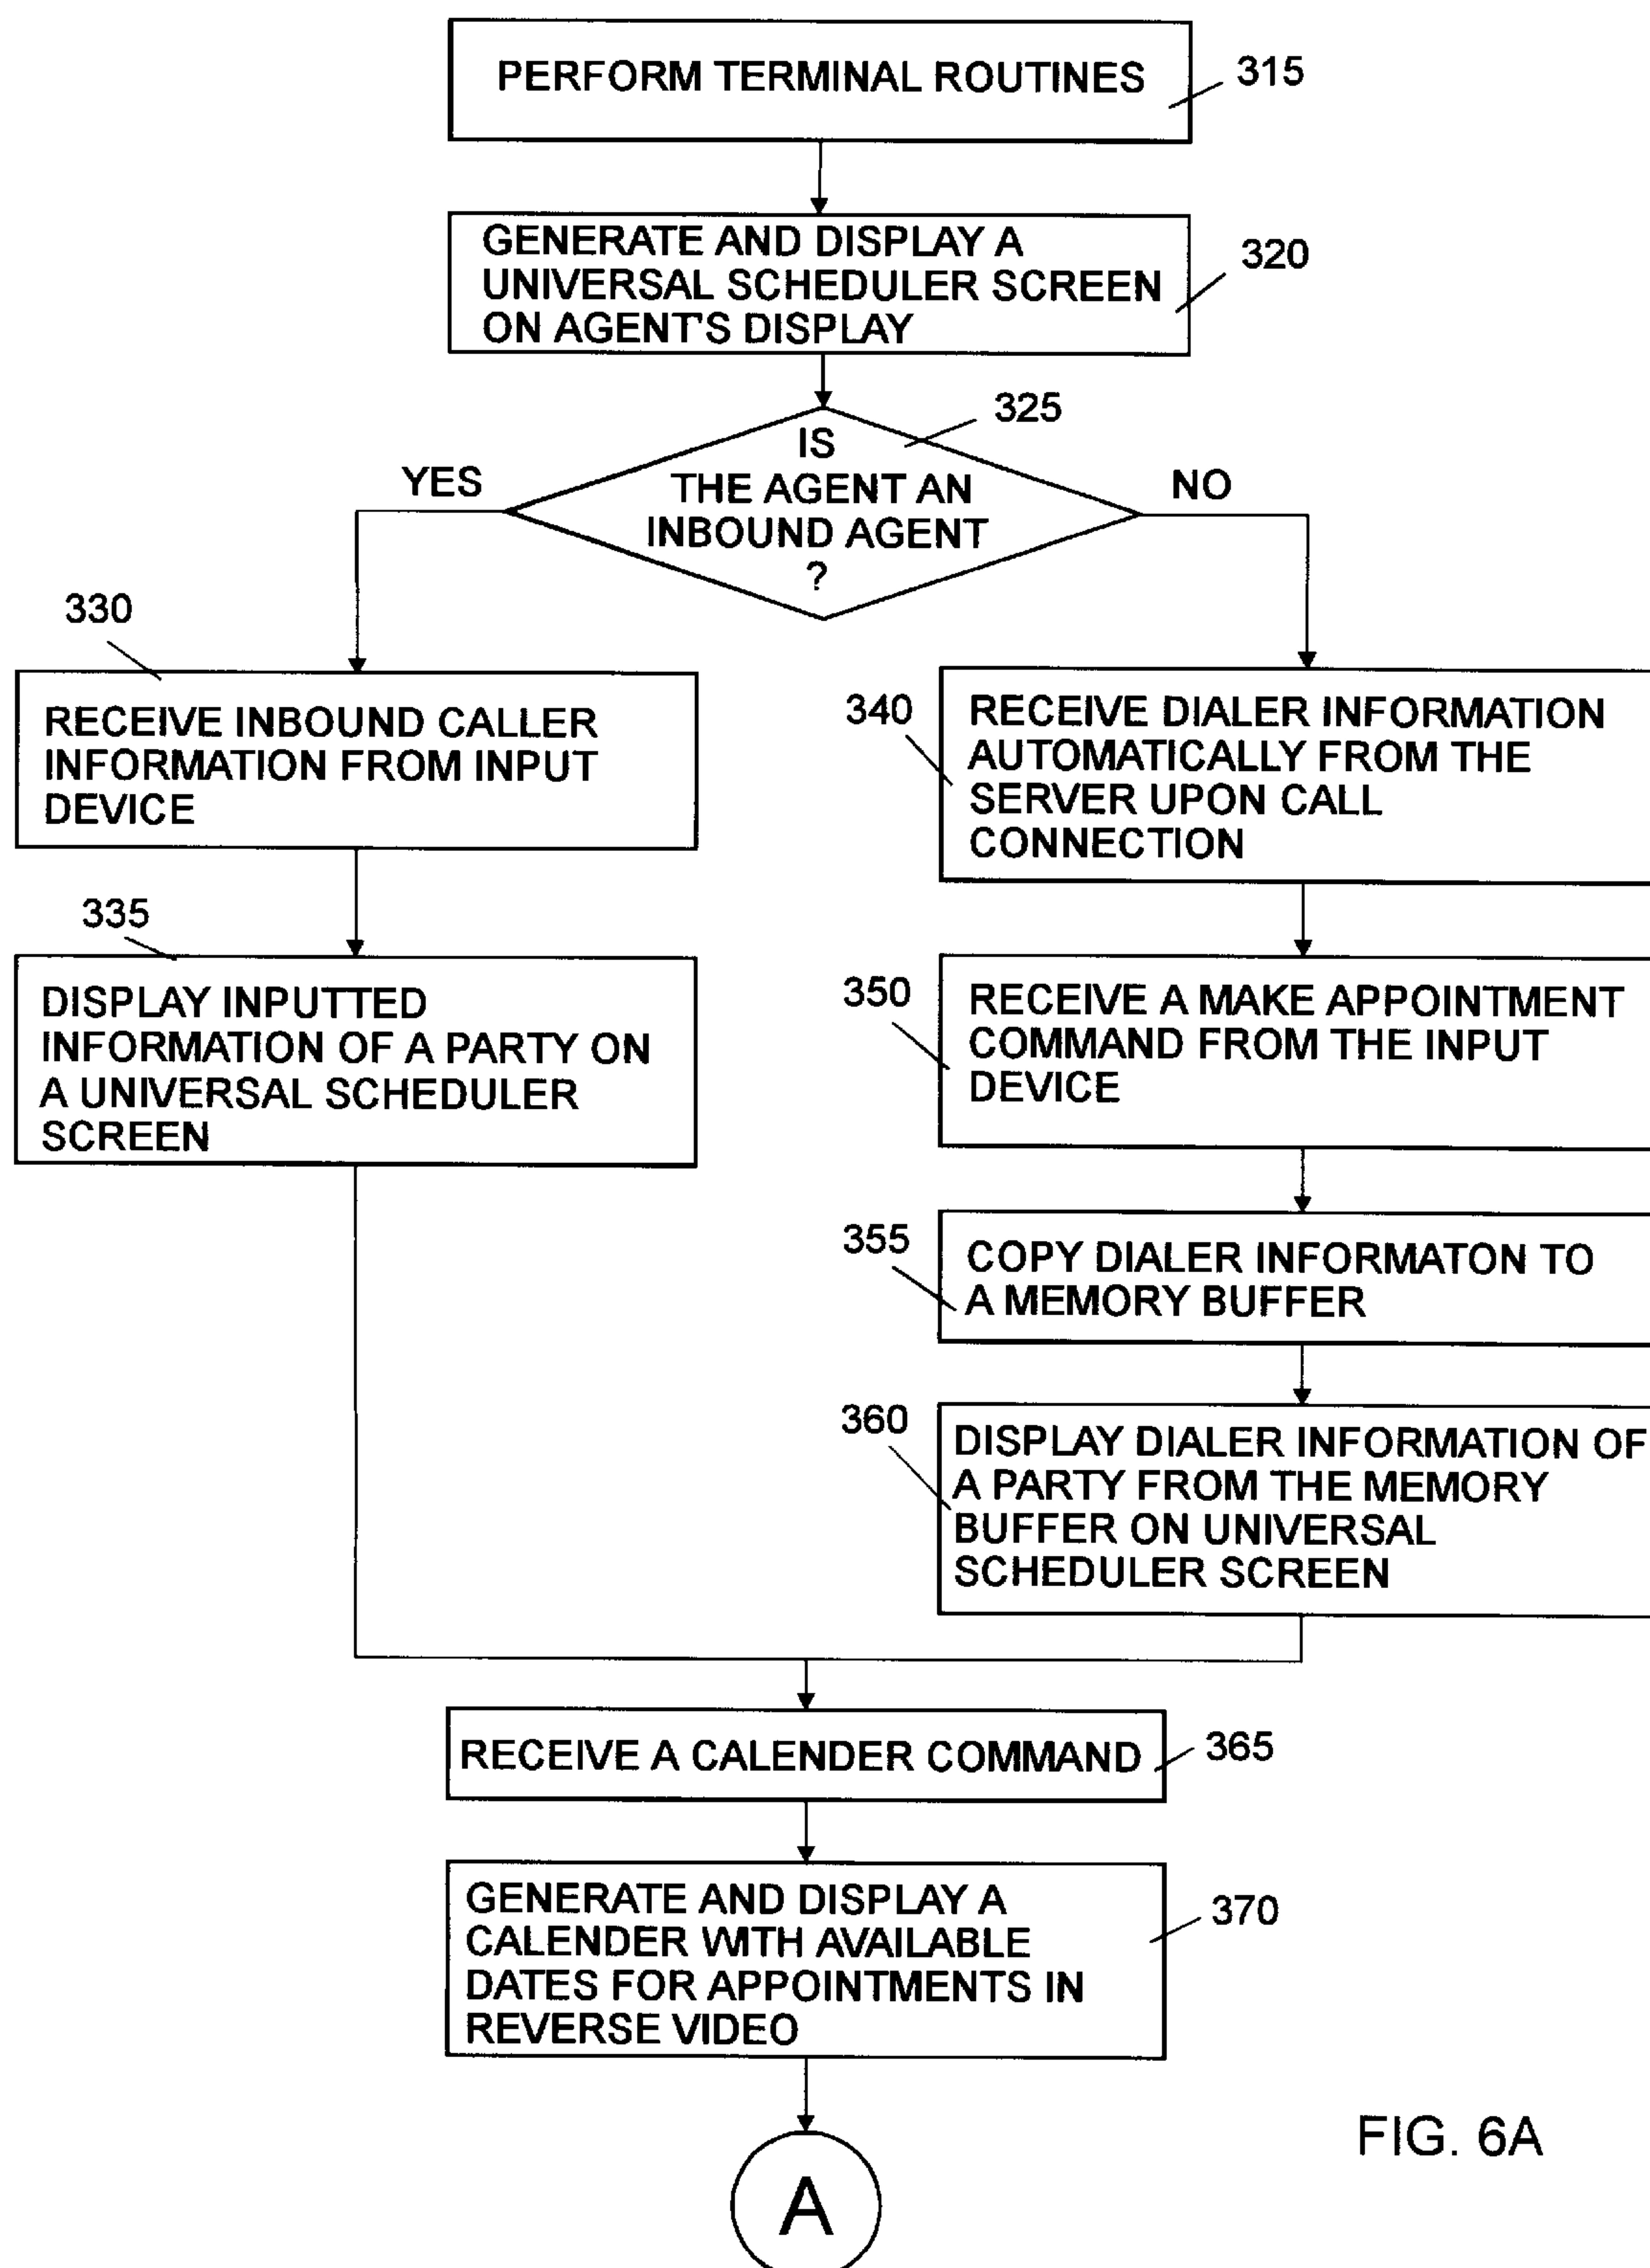 PERFORM TERMINAL ROUTINES
315
GENERATE AND DISPLAY A
UNIVERSAL SCHEDULER SCREEN
ON AGENT'S DISPLAY
320
325
IS
THE AGENT AN
INBOUND AGENT
?
YES
NO
330
RECEIVE INBOUND CALLER
INFORMATION FROM INPUT
DEVICE
335
DISPLAY INPUTTED
INFORMATION OF A PARTY ON
A UNIVERSAL SCHEDULER
SCREEN
340
RECEIVE DIALER INFORMATION
AUTOMATICALLY FROM THE
SERVER UPON CALL
CONNECTION
350
RECEIVE A MAKE APPOINTMENT
COMMAND FROM THE INPUT
DEVICE
355
COPY DIALER INFORMATON TO
A MEMORY BUFFER
360
DISPLAY DIALER INFORMATION OF
A PARTY FROM THE MEMORY
BUFFER ON UNIVERSAL
SCHEDULER SCREEN
RECEIVE A CALENDER COMMAND
365
GENERATE AND DISPLAY A
CALENDER WITH AVAILABLE
DATES FOR APPOINTMENTS IN
REVERSE VIDEO
370
A
FIG. 6A